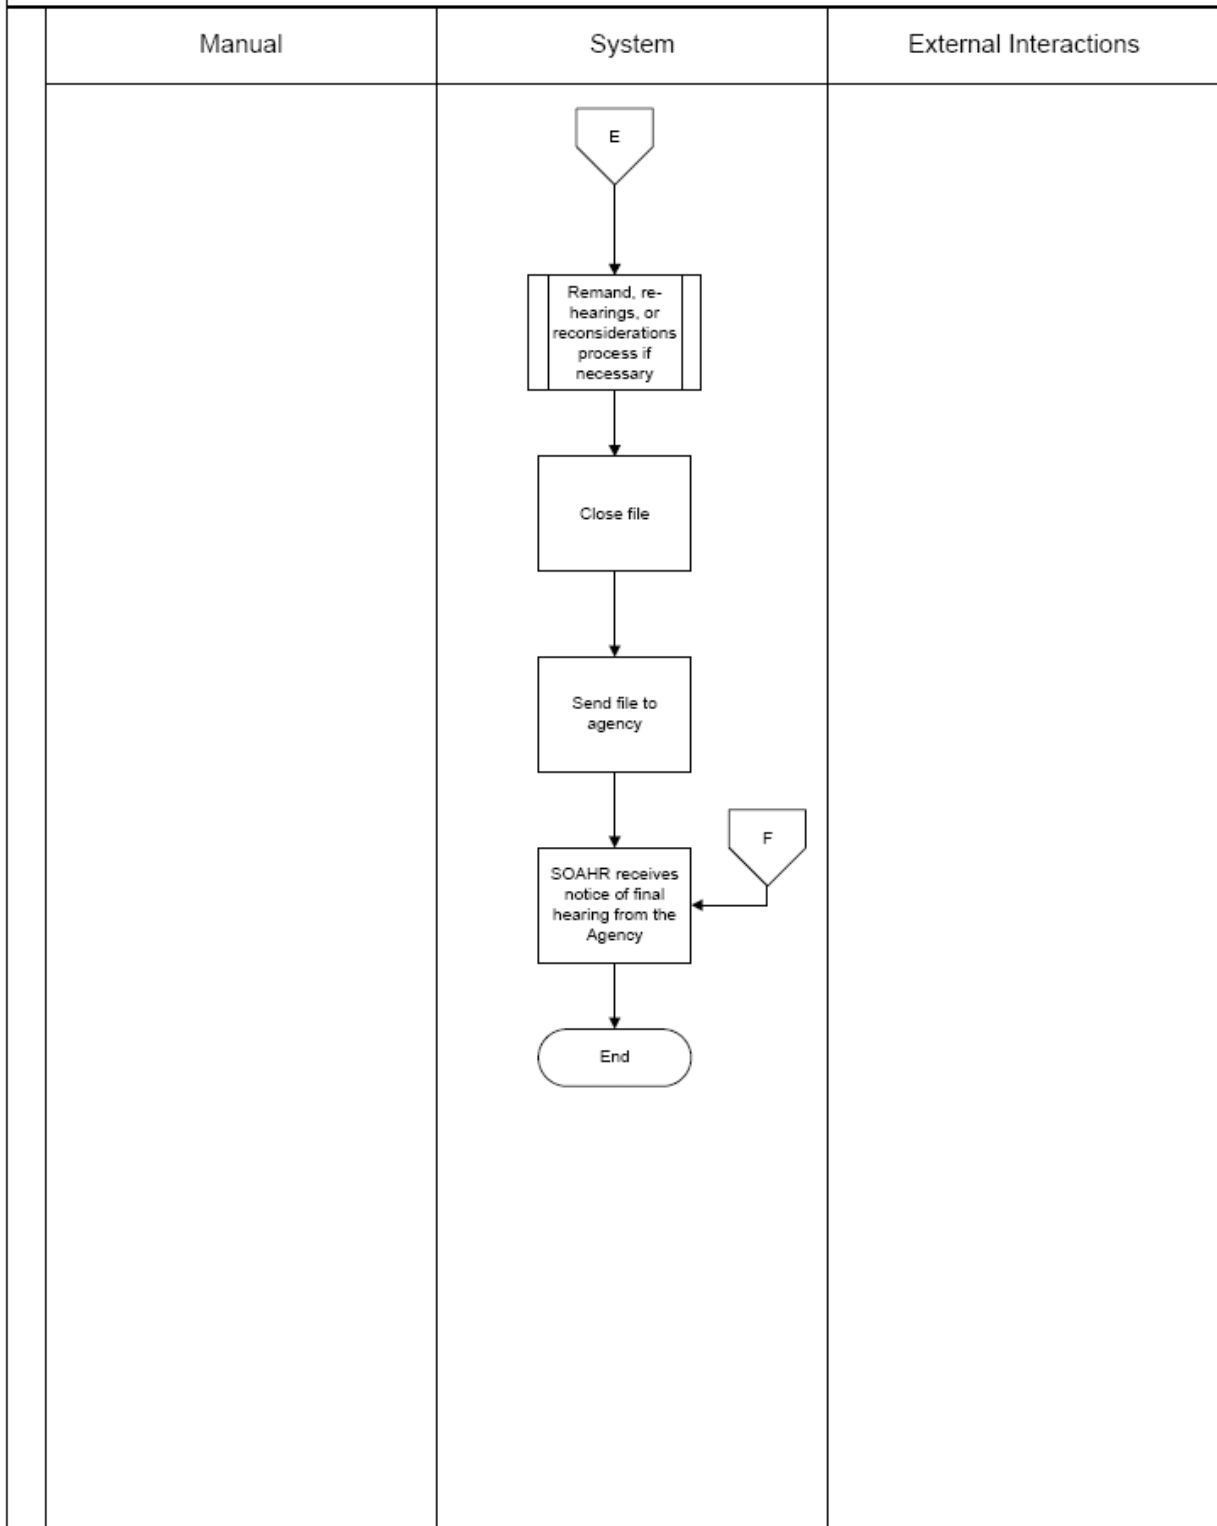 Manual
System
External Interactions
E
Remand, re-
hearings, or
reconsiderations
process if
necessary
Close file
Send file to
agency
F
SOAHR receives
notice of final
hearing from the
Agency
End